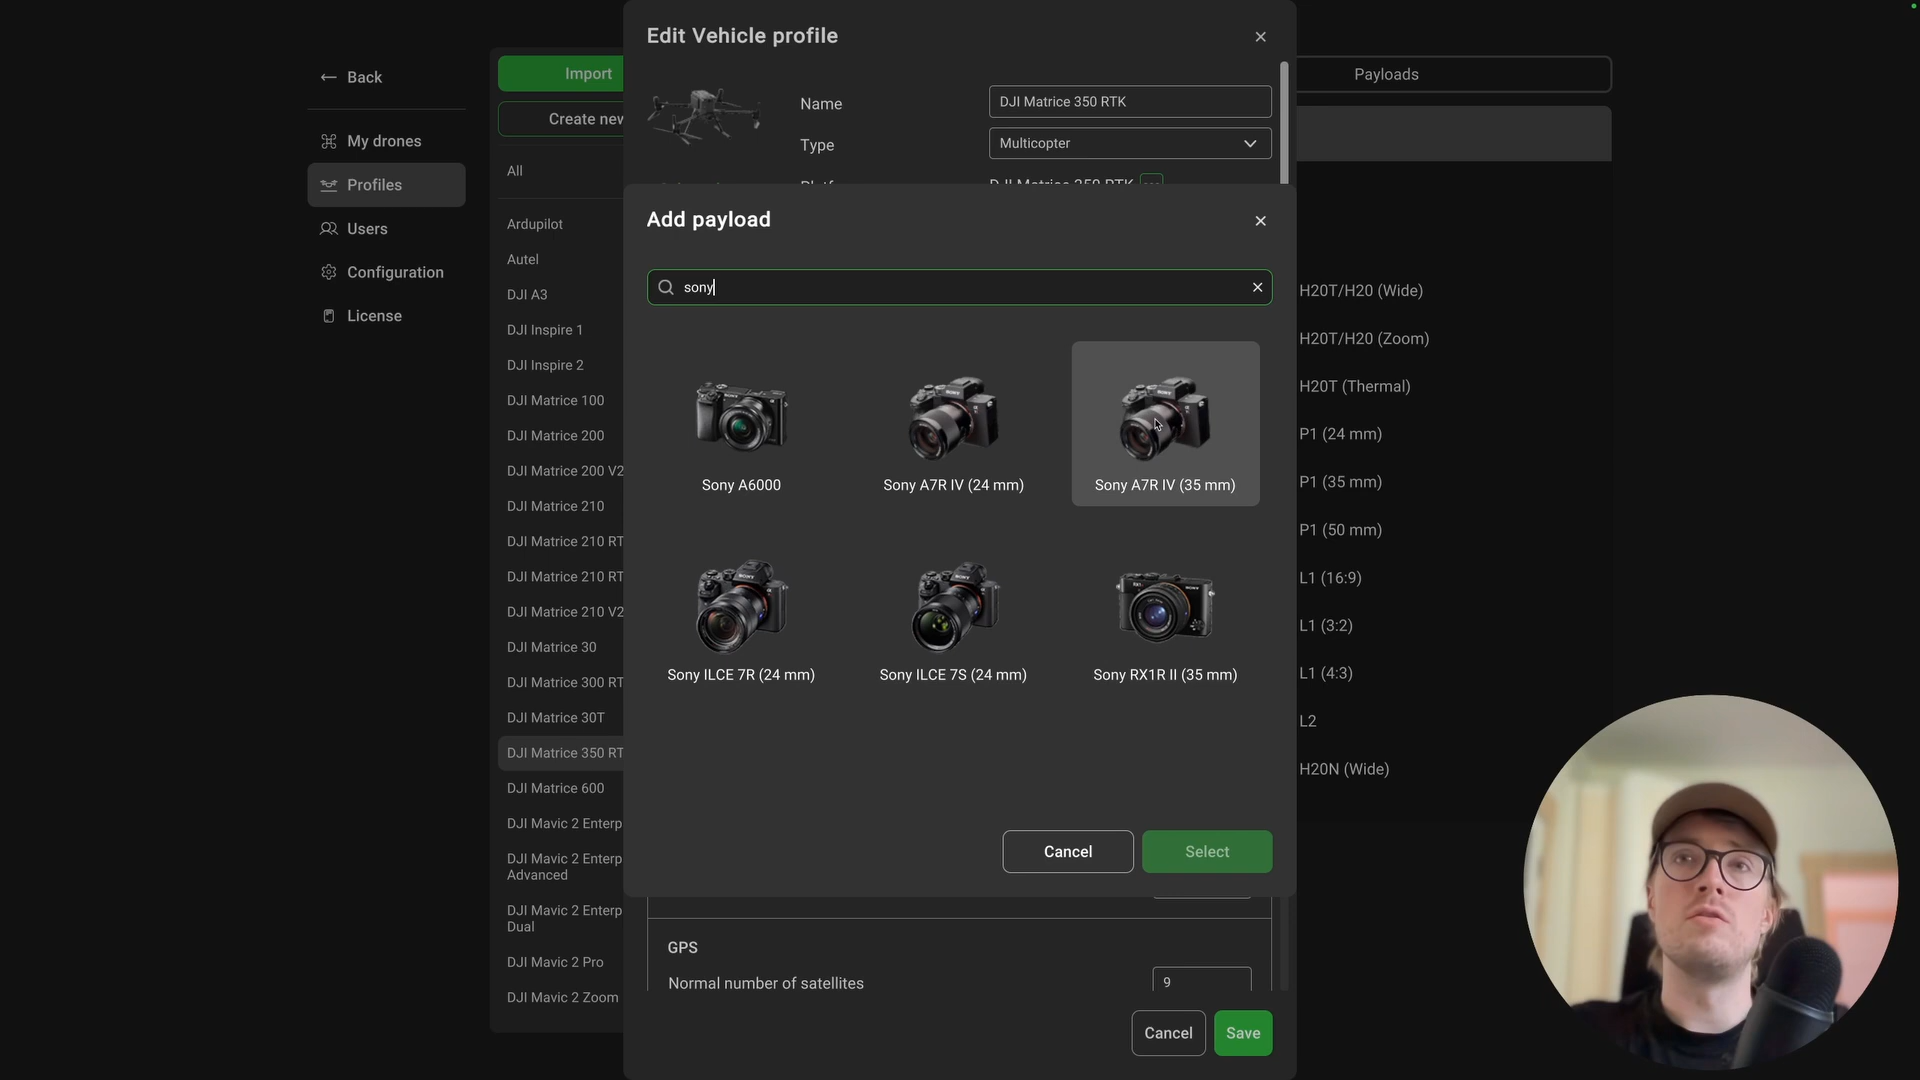 Edit Vehicle profile
Back
Import
Create new
My drones
Profiles
Users
Configuration
License
All
Ardupilot
Autel
DJI A3
DJI Inspire 1
DJI Inspire 2
DJI Matrice 100
DJI Matrice 200
DJI Matrice 200 V2
DJI Matrice 210
DJI Matrice 210 RT
DJI Matrice 210 RT
DJI Matrice 210 V2
DJI Matrice 30
DJI Matrice 300 RT
DJI Matrice 30T
DJI Matrice 350 RT
DJI Matrice 600
DJI Mavic 2 Enterp
DJI Mavic 2 Enterp
Advanced
DJI Mavic 2 Enterp
Dual
DJI Mavic 2 Pro
DJI Mavic 2 Zoom
Name
DJI Matrice 350 RTK
Type
Multicopter
DJI Matrice 350 RTK
Add payload
sony
Sony A6000
Sony A7R IV (24 mm)
Sony A7R IV (35 mm)
Sony ILCE 7R (24 mm)
Sony ILCE 7S (24 mm)
Sony RX1R II (35 mm)
Cancel
Select
GPS
Normal number of satellites
9
Cancel
Save
Payloads
H20T/H20 (Wide)
H20T/H20 (Zoom)
H20T (Thermal)
P1 (24 mm)
P1 (35 mm)
P1 (50 mm)
L1 (16:9)
L1 (3:2)
L1 (4:3)
L2
H20N (Wide)